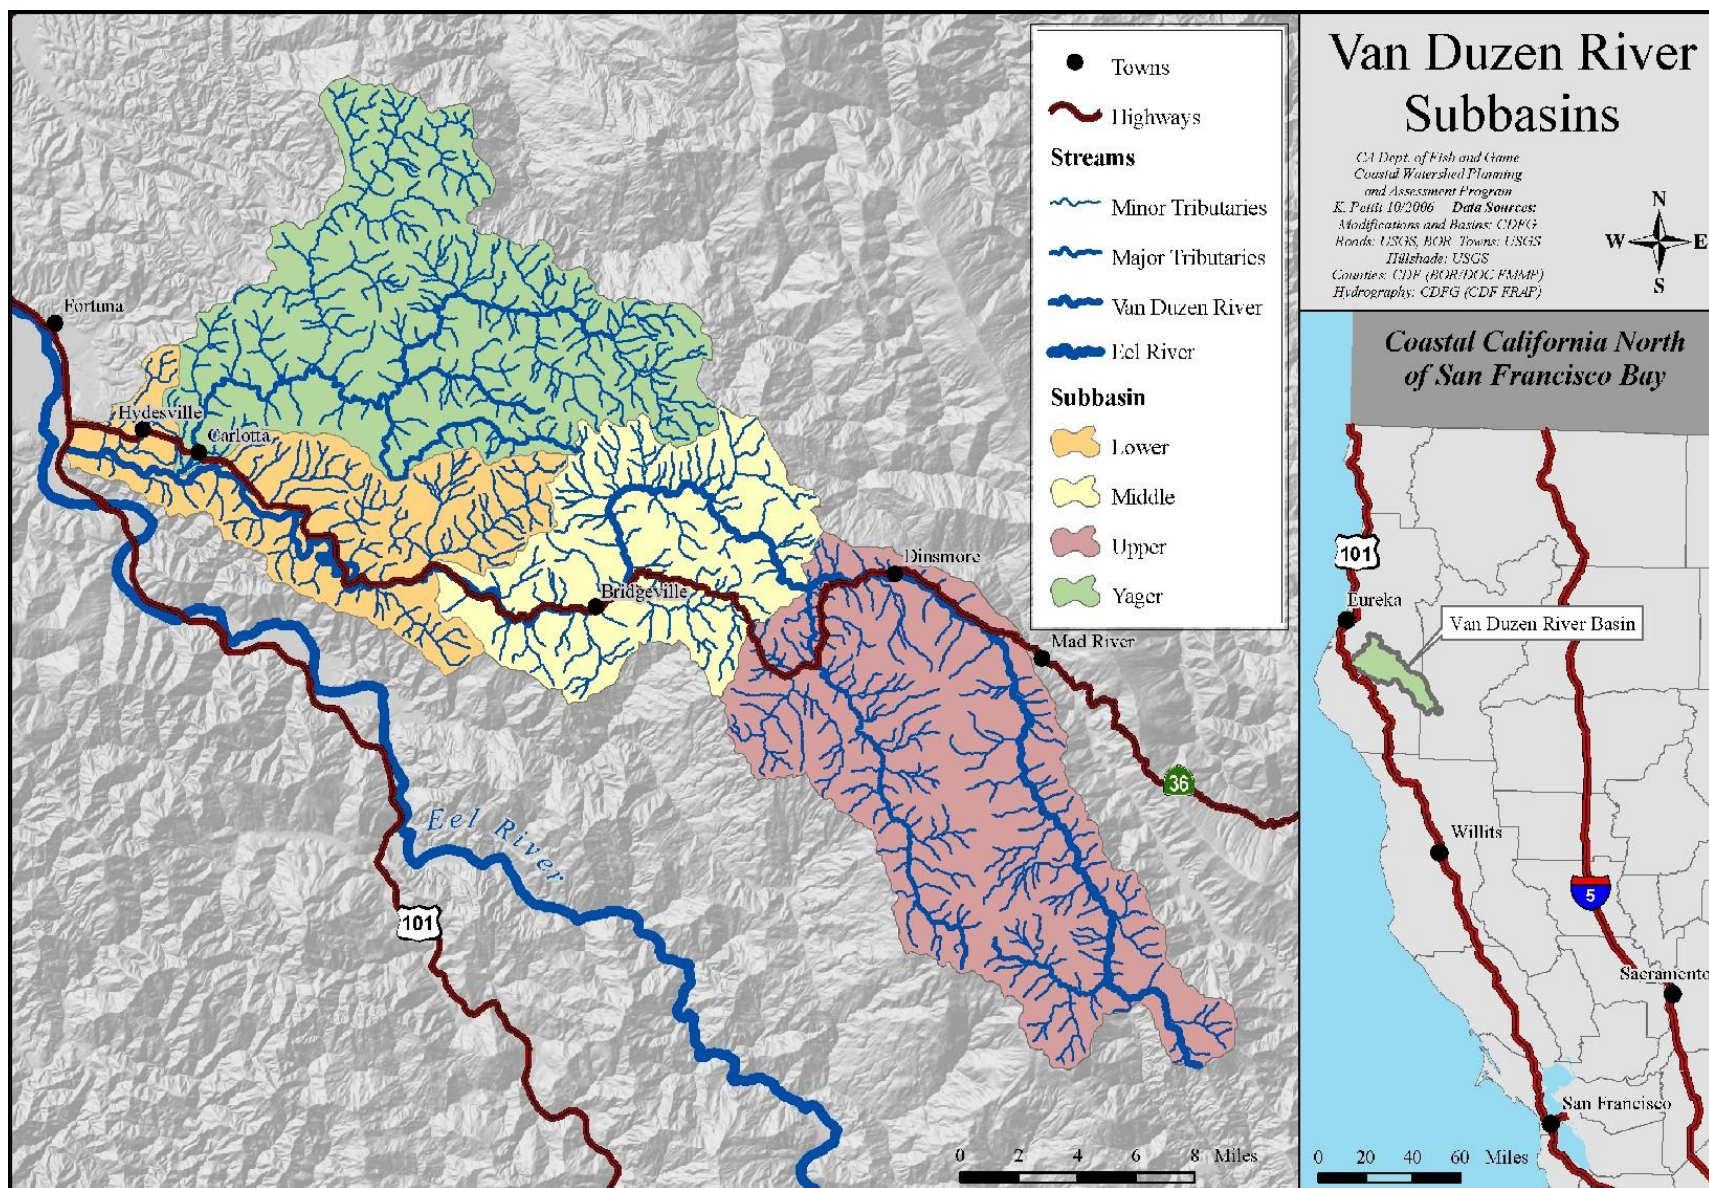 Van Duzen River
Subbasins
CA Dept. of Fish and Game
Coastal Watershed Planning
and Assessment Program
K. Pettit 10/2006 Data Sources:
Modifications and Basins: CDFG
Roads: USGS, BOR Towns: USGS
Hillshade: USGS
Counties: CDF (BOR/DOC FMMP)
Hydrography: CDFG (CDF FRAP)
N
W E
S
Towns
Highways
Streams
Minor Tributaries
Major Tributaries
Van Duzen River
Eel River
Subbasin
Lower
Middle
Upper
Yager
Fortuna
Hydesville
Carlotta
Bridgeville
Dinsmore
Mad River
36
Eel River
101
0 2 4 6 8 Miles
Coastal California North
of San Francisco Bay
101
Eureka
Van Duzen River Basin
Willits
5
Sacramento
San Francisco
0 20 40 60 Miles